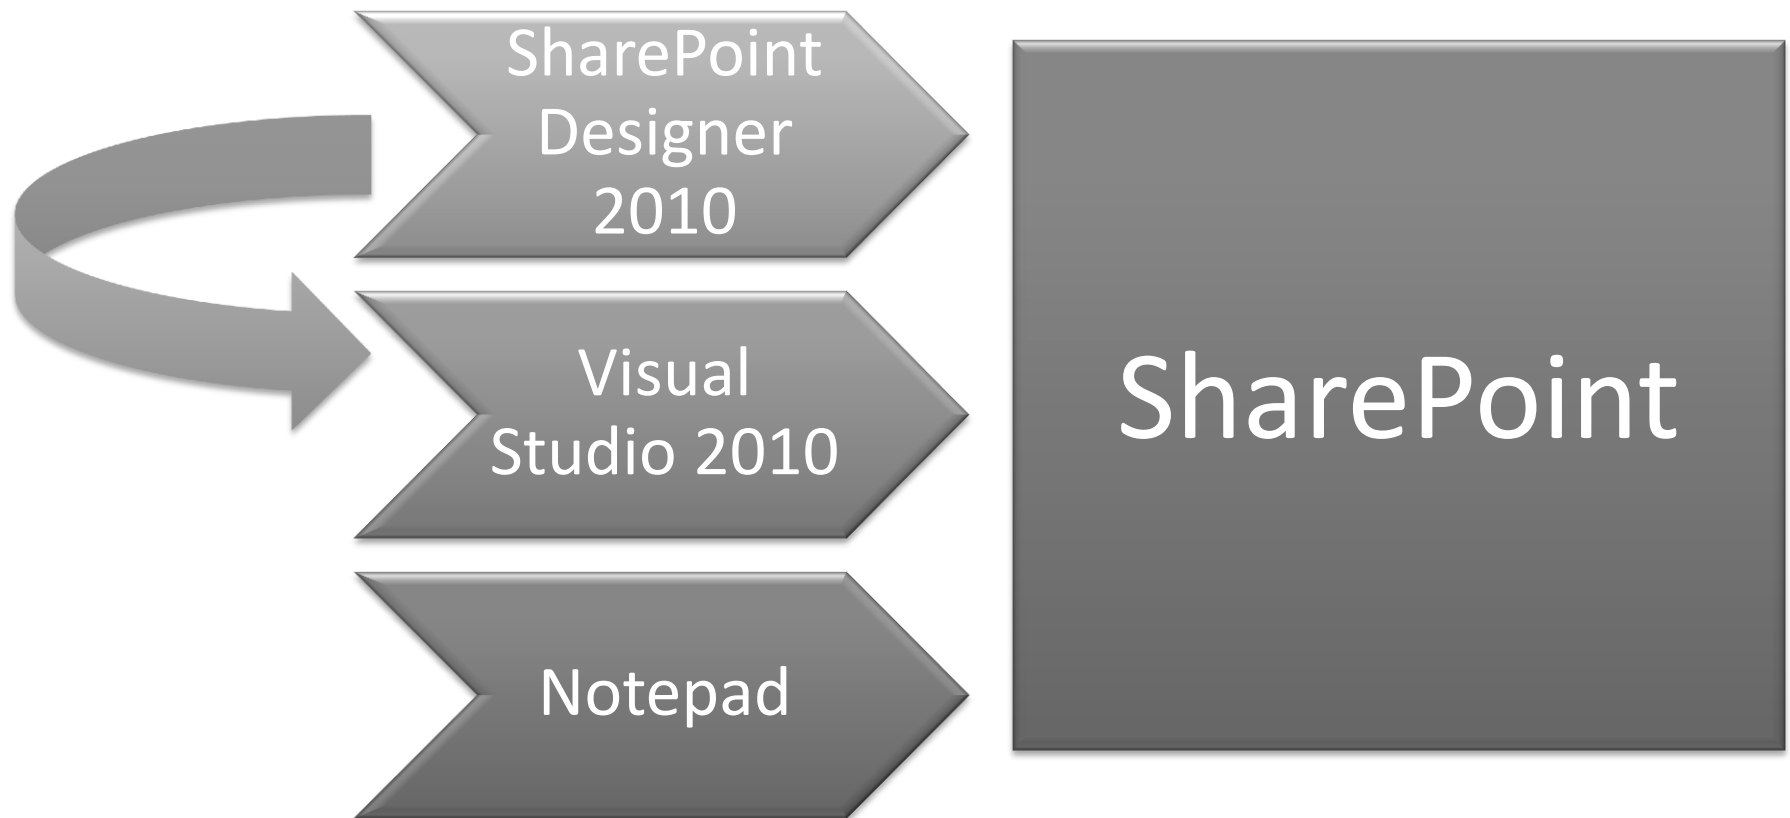 SharePoint
Designer
2010
Visual
Studio 2010
Notepad
SharePoint